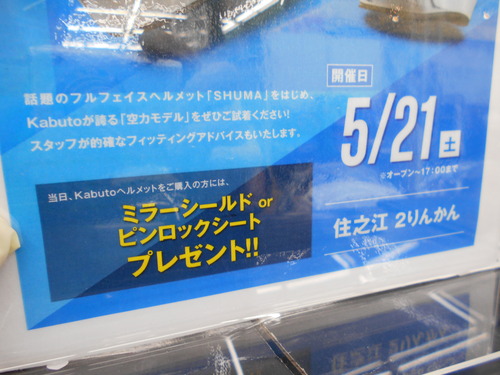 話題のフルフェイスヘルメット「SHUMA」をはじめ、
Kabutoが誇る「空力モデル」をぜひご試着ください!
スタッフが的確なフィッティングアドバイスもいたします。
開催日
5/21 土
※オープン~17:00まで
住之江 2りんかん
当日、Kabutoヘルメットをご購入の方には、
ミラーシールド or
ピンロックシート
プレゼント!!